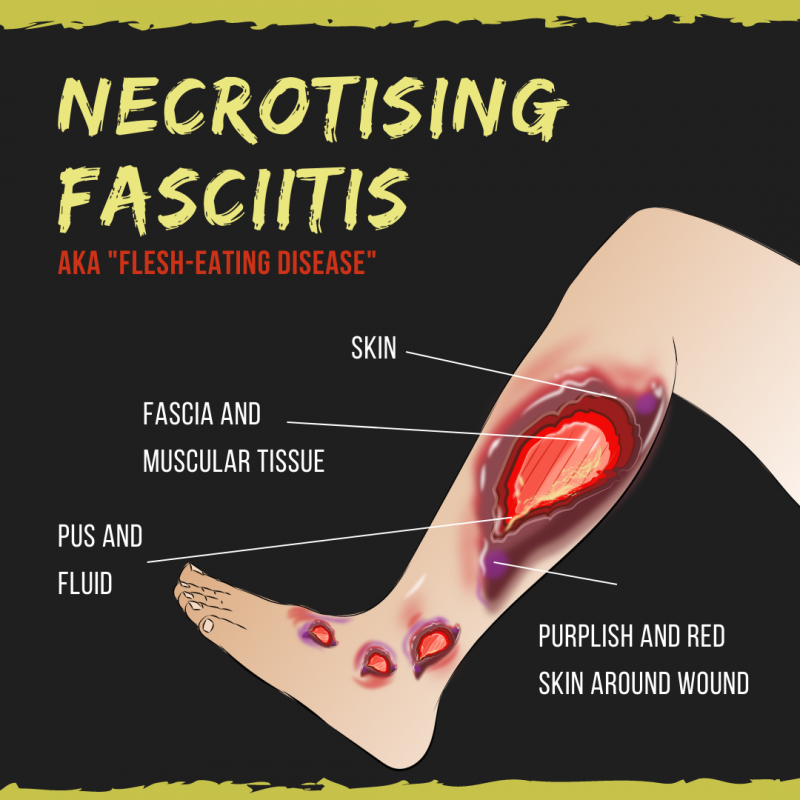 NECROTISING
FASCIITIS
AKA "FLESH-EATING DISEASE"
SKIN
FASCIA AND
MUSCULAR TISSUE
PUS AND
FLUID
PURPLISH AND RED
SKIN AROUND WOUND